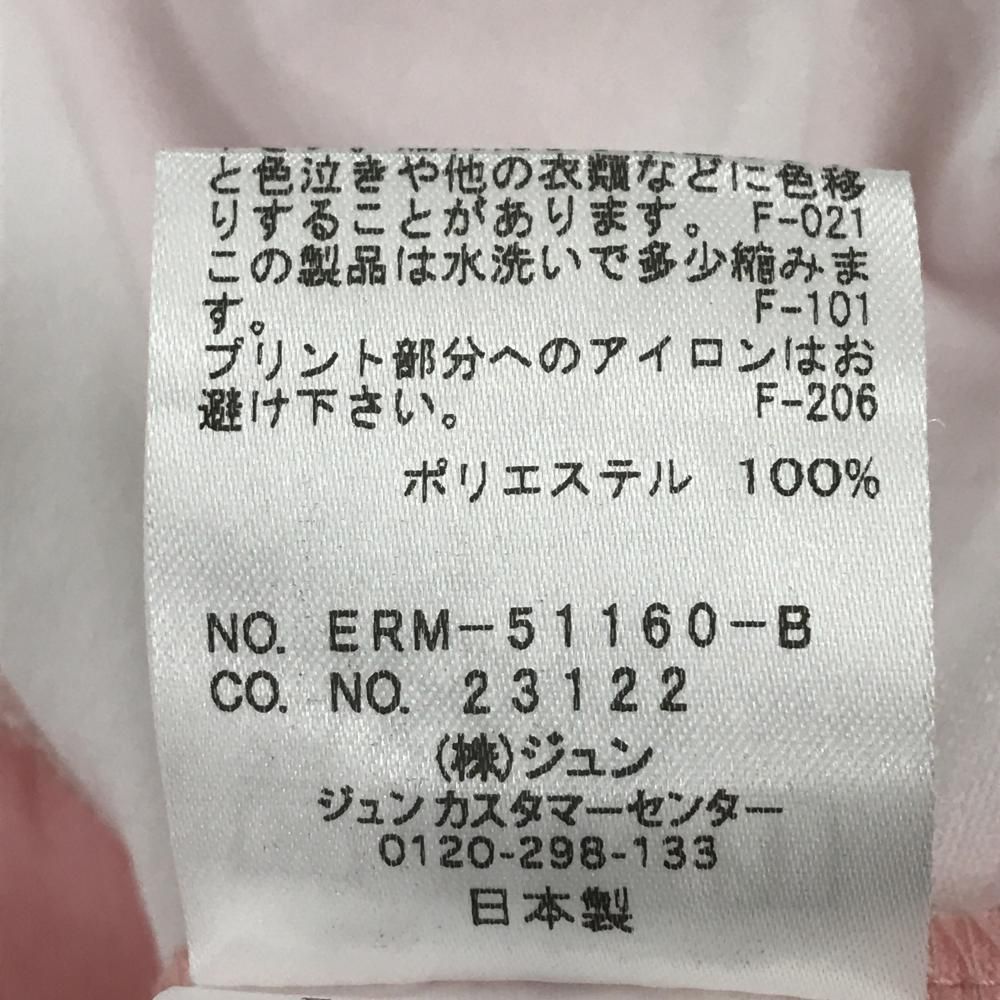 と色泣きや他の衣類などに色移
りすることがあります。 F-021
この製品は水洗いで多少縮みま
す。 F-101
プリント部分へのアイロンはお
避け下さい。 F-206
ポリエステル 100%
NO. ERM-51160-B
CO. NO. 23122
(株)ジュン
ジュンカスタマーセンター
0120-298-133
日本製